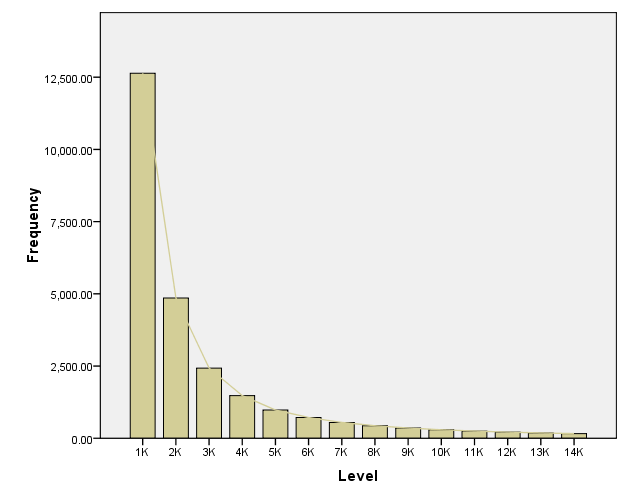 Frequency
12,500.00
10,000.00
7,500.00
5,000.00
2,500.00
0.00
1K 2K 3K 4K 5K 6K 7K 8K 9K 10K 11K 12K 13K 14K
Level